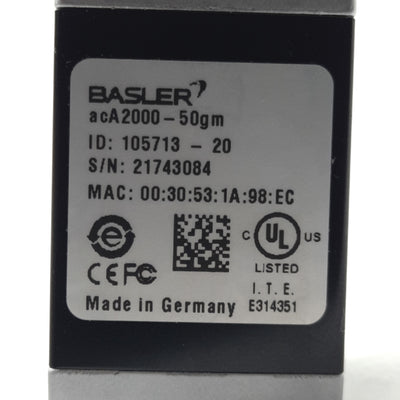 BASLER
acA2000-50gm
ID: 105713 - 20
S/N: 21743084
MAC: 00:30:53:1A:98:EC
e
C UL US
CE FC
LISTED
I.T.E.
Made in Germany E314351